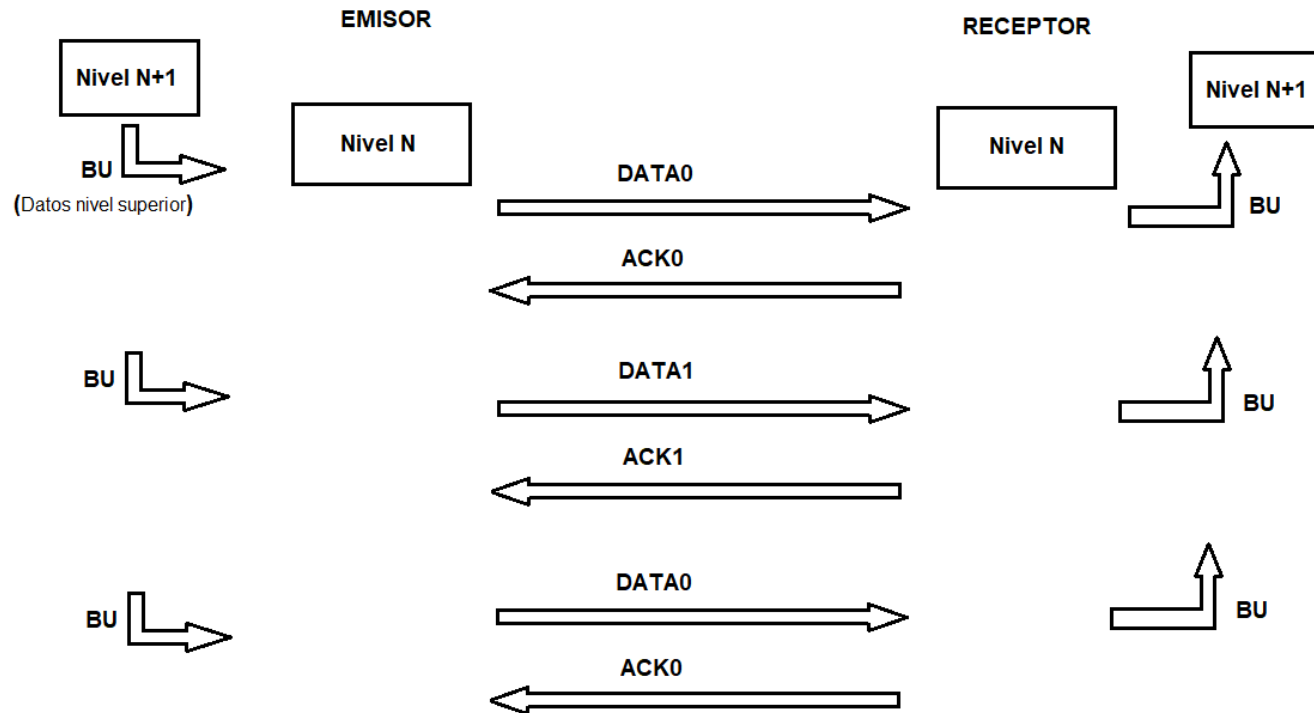 EMISOR
RECEPTOR
Nivel N+1
Nivel N+1
Nivel N
Nivel N
BU
DATA0
(Datos nivel superior)
BU
ACK0
BU
DATA1
BU
ACK1
BU
DATA0
BU
ACK0